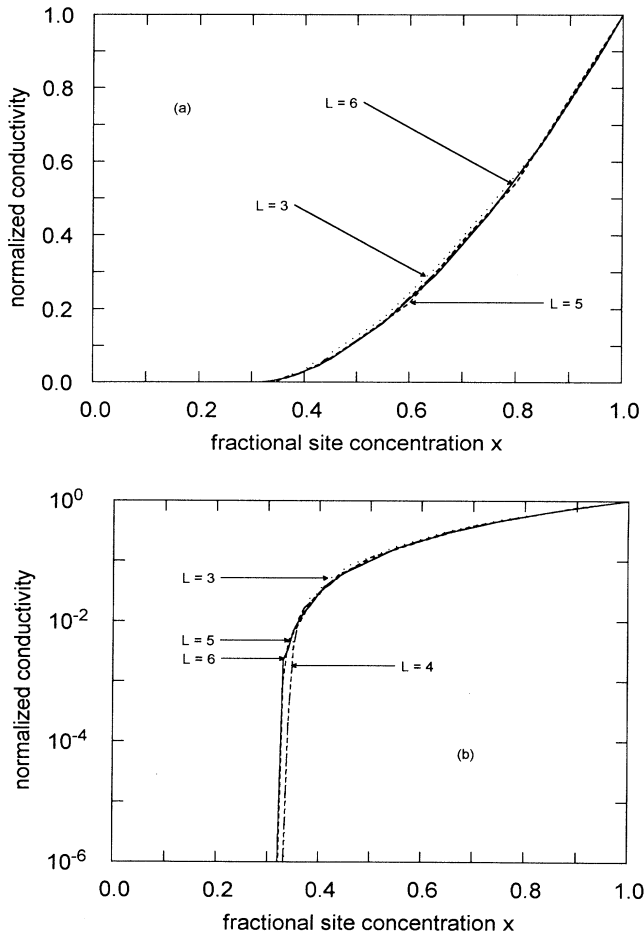 1.0
0.8
0.6
0.4
0.2
0.0
normalized conductivity
(a)
L = 6
L = 3
L = 5
0.0 0.2 0.4 0.6 0.8 1.0
fractional site concentration x
10^0
10^-2
10^-4
10^-6
normalized conductivity
L = 3
L = 5
L = 6
L = 4
(b)
0.0 0.2 0.4 0.6 0.8 1.0
fractional site concentration x